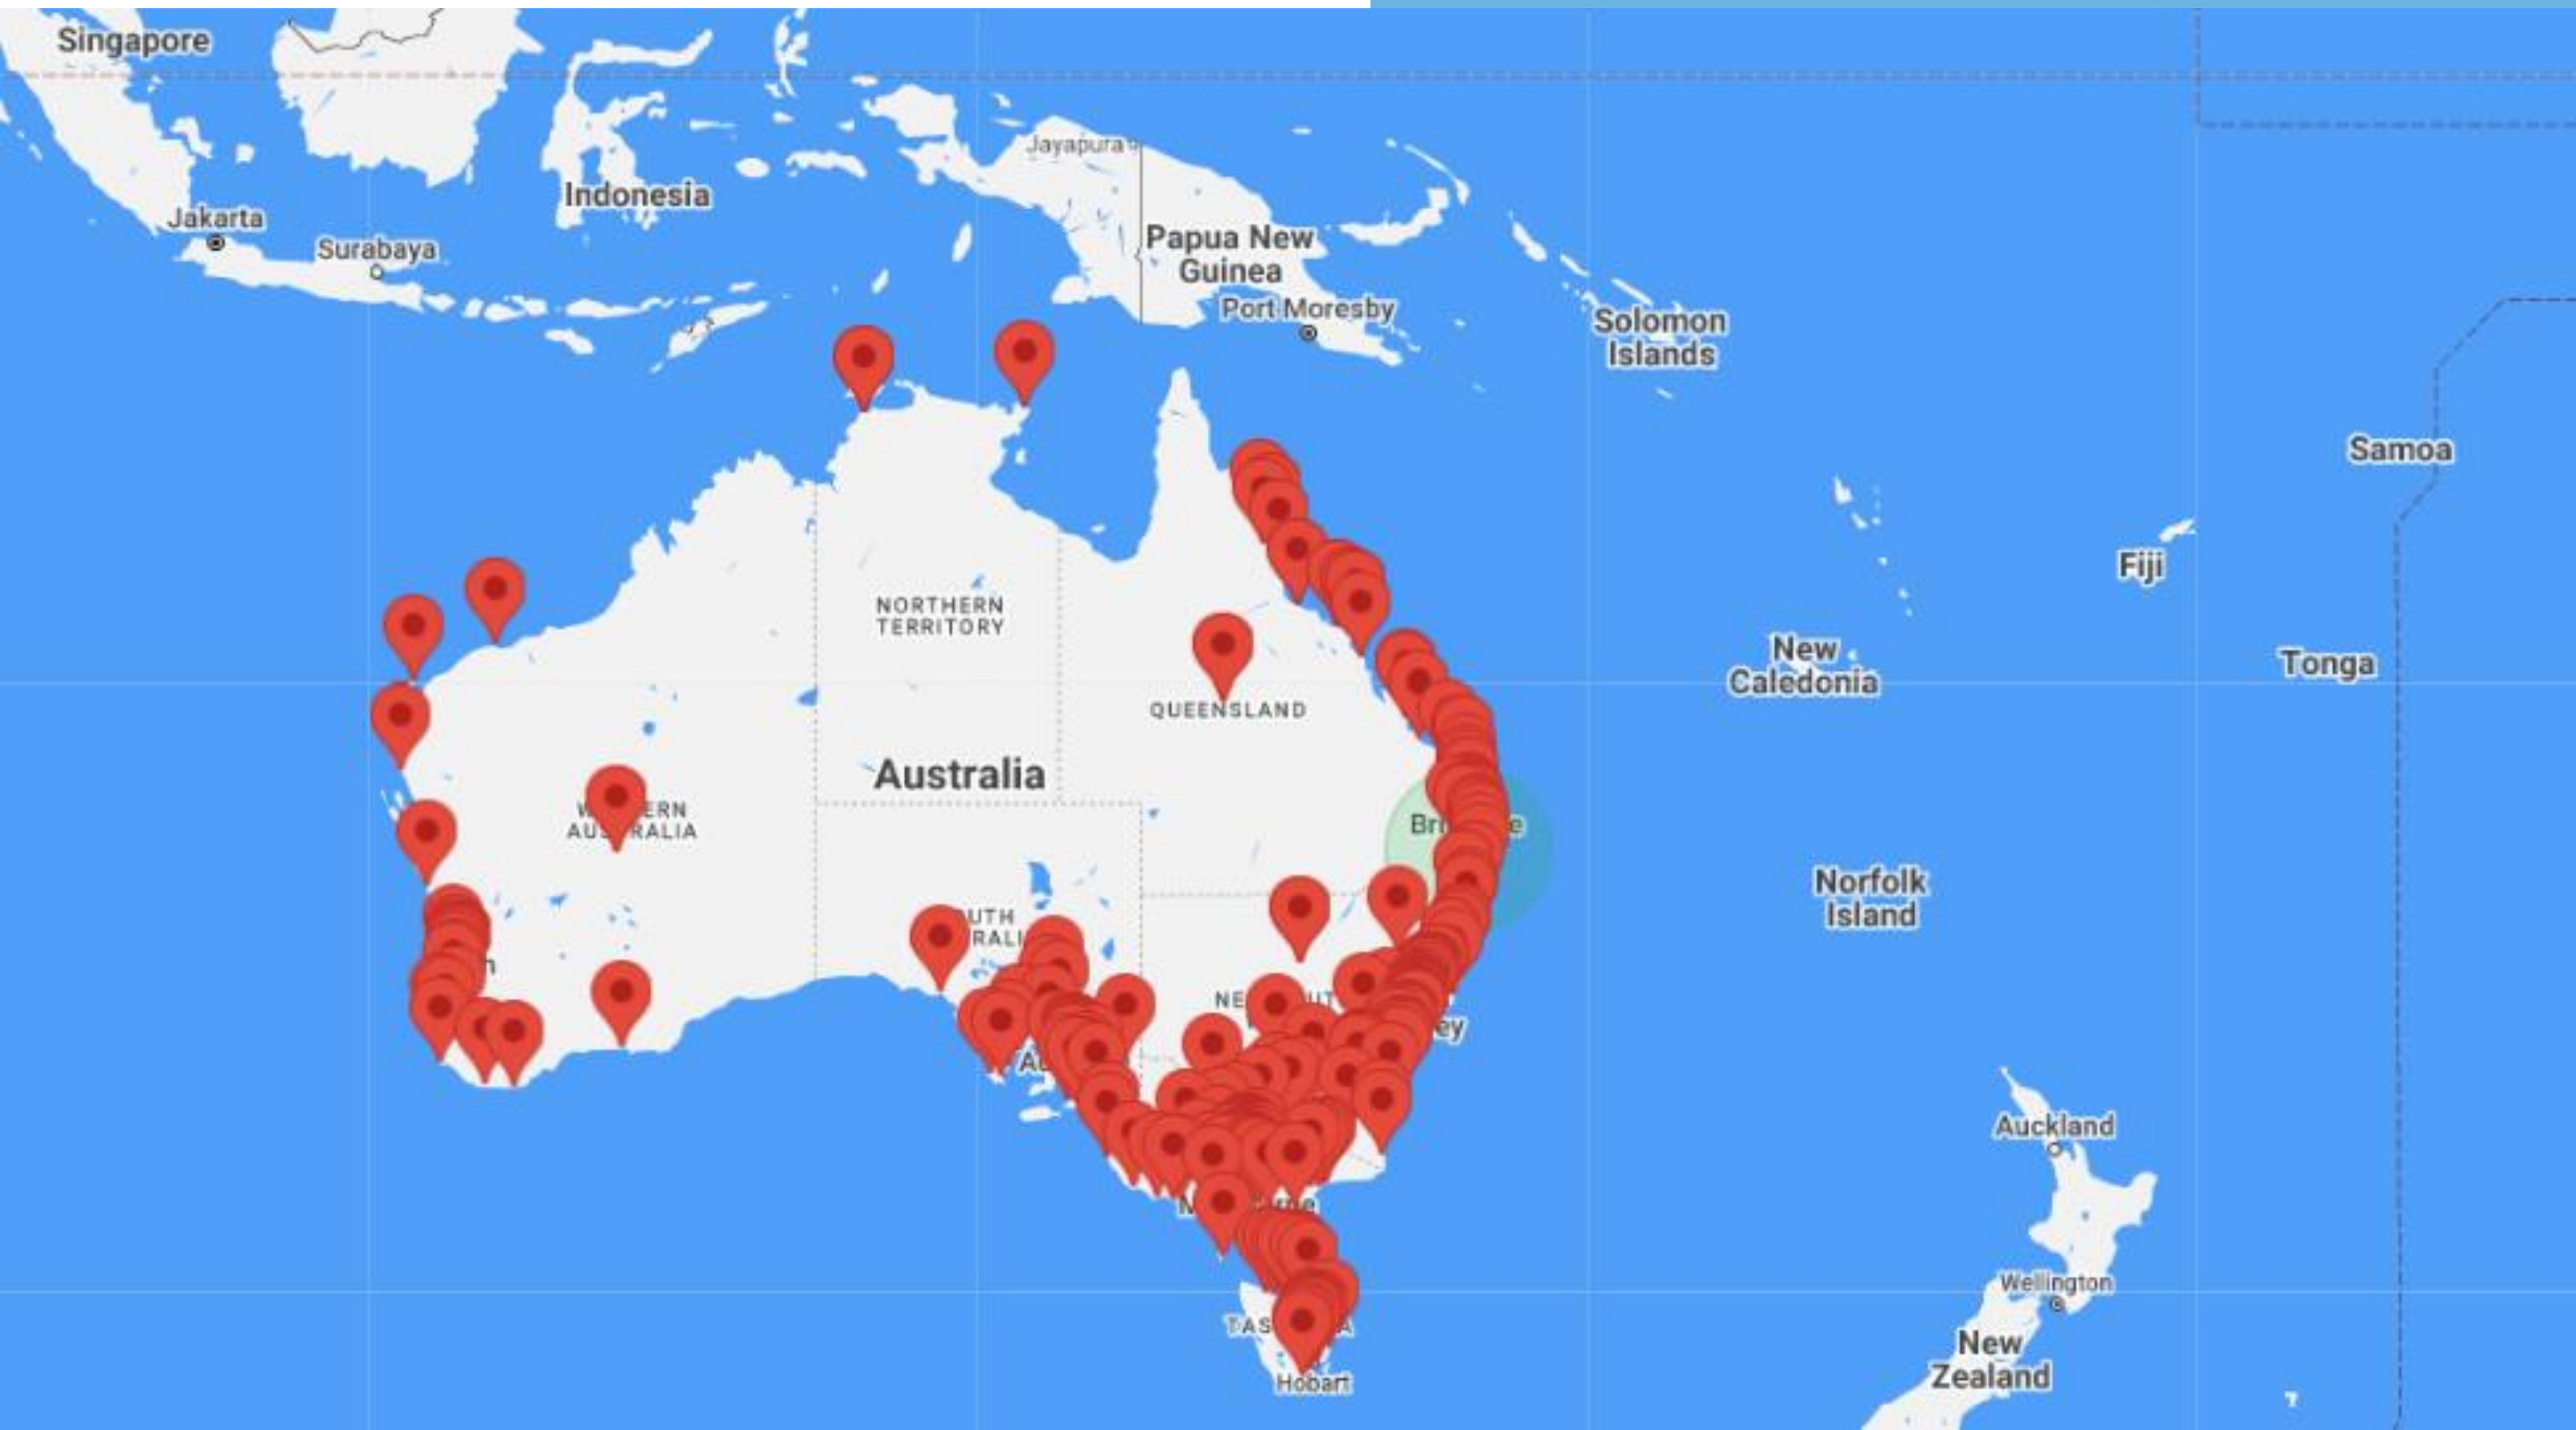 Singapore
Jayapura
Indonesia
Jakarta
Surabaya
Papua New
Guinea
Port Moresby
Solomon
Islands
Samoa
Fiji
NORTHERN
TERRITORY
New
Caledonia
Tonga
QUEENSLAND
Australia
Norfolk
Island
Auckland
Wellington
New
Zealand
Hobart